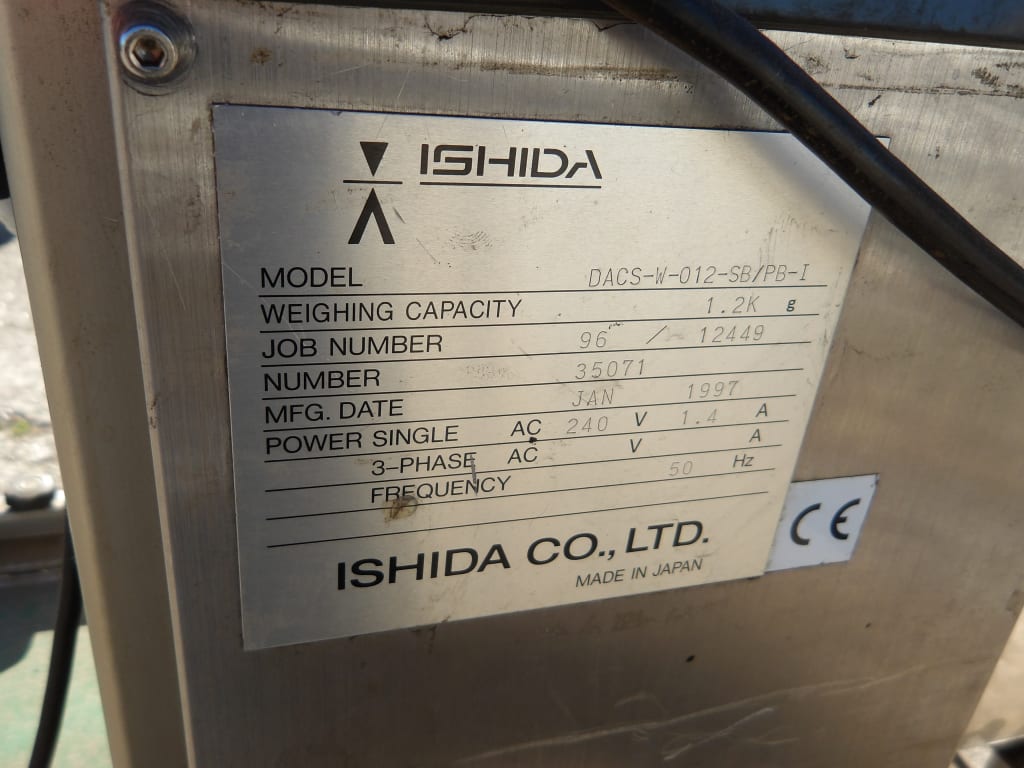 ISHIDA
MODEL DACS-W-012-SB/PB-I
WEIGHING CAPACITY 1.2K g
JOB NUMBER 96 / 12449
NUMBER 35071
MFG. DATE JAN 1997
POWER SINGLE AC 240 V 1.4 A
3-PHASE AC V A
FREQUENCY 50 Hz
ISHIDA CO., LTD.
MADE IN JAPAN
CE